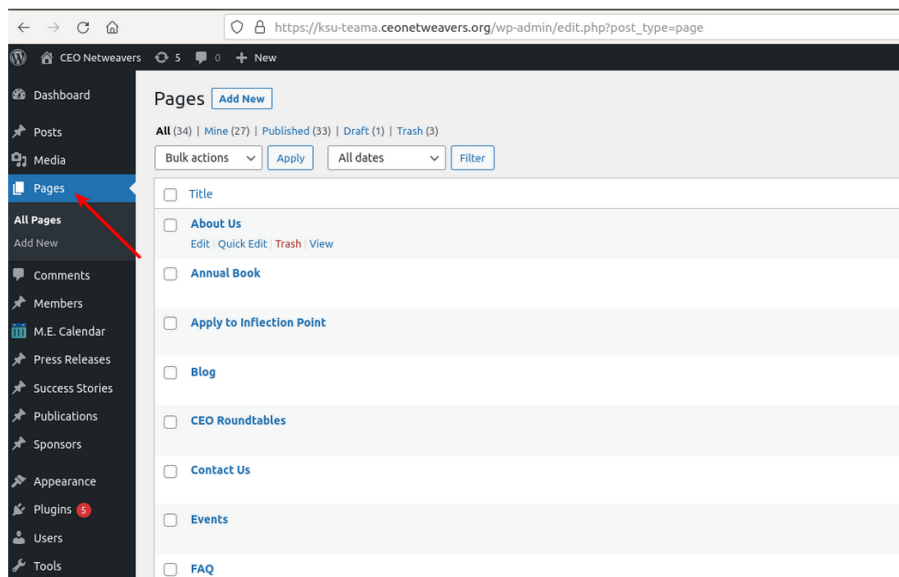 https://ksu-teama.ceonetweavers.org/wp-admin/edit.php?post_type=page
CEO Netweavers 5 0 + New
Dashboard
Posts
Media
Pages
All Pages
Add New
Comments
Members
M.E. Calendar
Press Releases
Success Stories
Publications
Sponsors
Appearance
Plugins 5
Users
Tools
Pages Add New
All (34) | Mine (27) | Published (33) | Draft (1) | Trash (3)
Bulk actions Apply All dates Filter
Title
About Us
Edit | Quick Edit | Trash | View
Annual Book
Apply to Inflection Point
Blog
CEO Roundtables
Contact Us
Events
FAQ